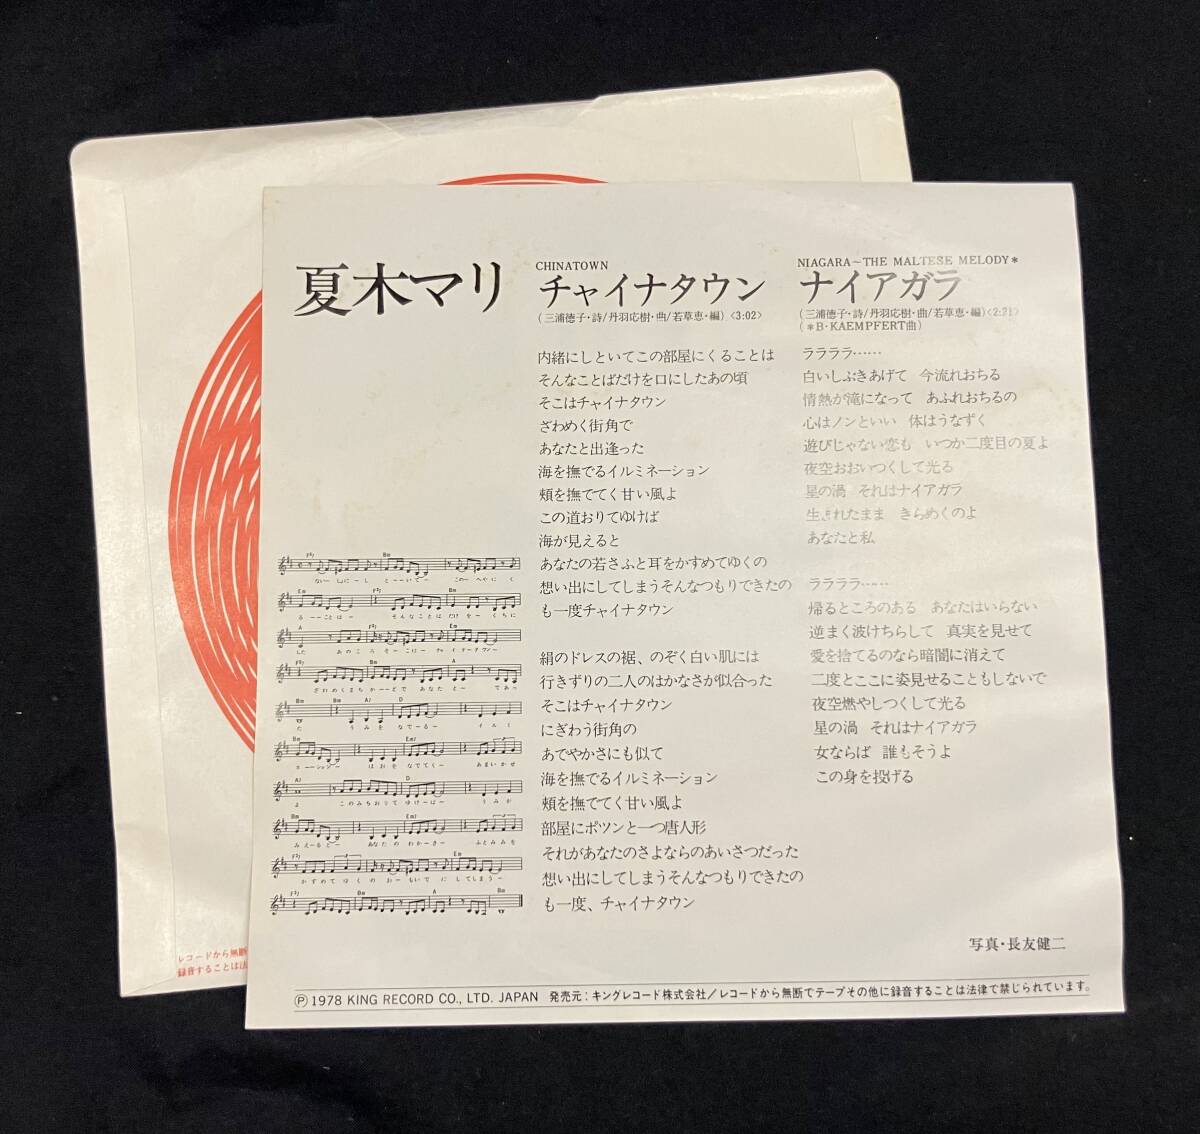 夏木マリ
CHINATOWN
チャイナタウン
(三浦徳子・詩/丹羽応樹・曲/若草恵・編)〈3:02〉
内緒にしといてこの部屋にくることは
そんなことばだけを口にしたあの頃
そこはチャイナタウン
ざわめく街角で
あなたと出逢った
海を撫でるイルミネーション
頬を撫でてく甘い風よ
この道おりてゆけば
海が見えると
あなたの若さふと耳をかすめてゆくの
想い出にしてしまうそんなつもりできたの
も一度チャイナタウン
絹のドレスの裾、のぞく白い肌には
行きずりの二人のはかなさが似合った
そこはチャイナタウン
にぎわう街角の
あでやかさにも似て
海を撫でるイルミネーション
頬を撫でてく甘い風よ
部屋にポツンと一つ唐人形
それがあなたのさよならのあいさつだった
想い出にしてしまうそんなつもりできたの
も一度、チャイナタウン
NIAGARA~THE MALTESE MELODY*
ナイアガラ
(三浦徳子・詩/丹羽応樹・曲/若草恵・編)〈2:21〉
(*B・KAEMPFERT曲)
ララララ……
白いしぶきあげて 今流れおちる
情熱が滝になって あふれおちるの
心はノンといい 体はうなずく
遊びじゃない恋も いつか二度目の夏よ
夜空おおいつくして光る
星の渦 それはナイアガラ
生まれたまま きらめくのよ
あなたと私
ララララ……
帰るところのある あなたはいらない
逆まく波けちらして 真実を見せて
愛を捨てるのなら暗闇に消えて
二度とここに姿見せることもしないで
夜空燃やしつくして光る
星の渦 それはナイアガラ
女ならば 誰もそうよ
この身を投げる
写真・長友健二
Ⓟ1978 KING RECORD CO., LTD. JAPAN 発売元:キングレコード株式会社/レコードから無断でテープその他に録音することは法律で禁じられています。
レコードから無断
録音することは法